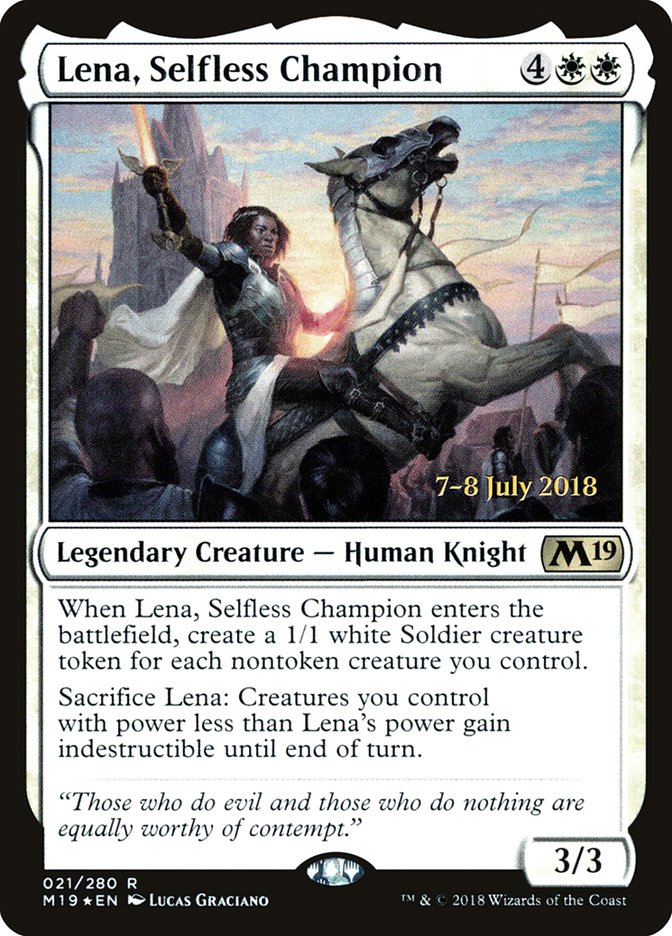 Lena, Selfless Champion 4
7–8 July 2018
Legendary Creature — Human Knight M19
When Lena, Selfless Champion enters the
battlefield, create a 1/1 white Soldier creature
token for each nontoken creature you control.
Sacrifice Lena: Creatures you control
with power less than Lena's power gain
indestructible until end of turn.
“Those who do evil and those who do nothing are
equally worthy of contempt.”
3/3
021/280 R
M19★EN Lucas Graciano
™ & © 2018 Wizards of the Coast